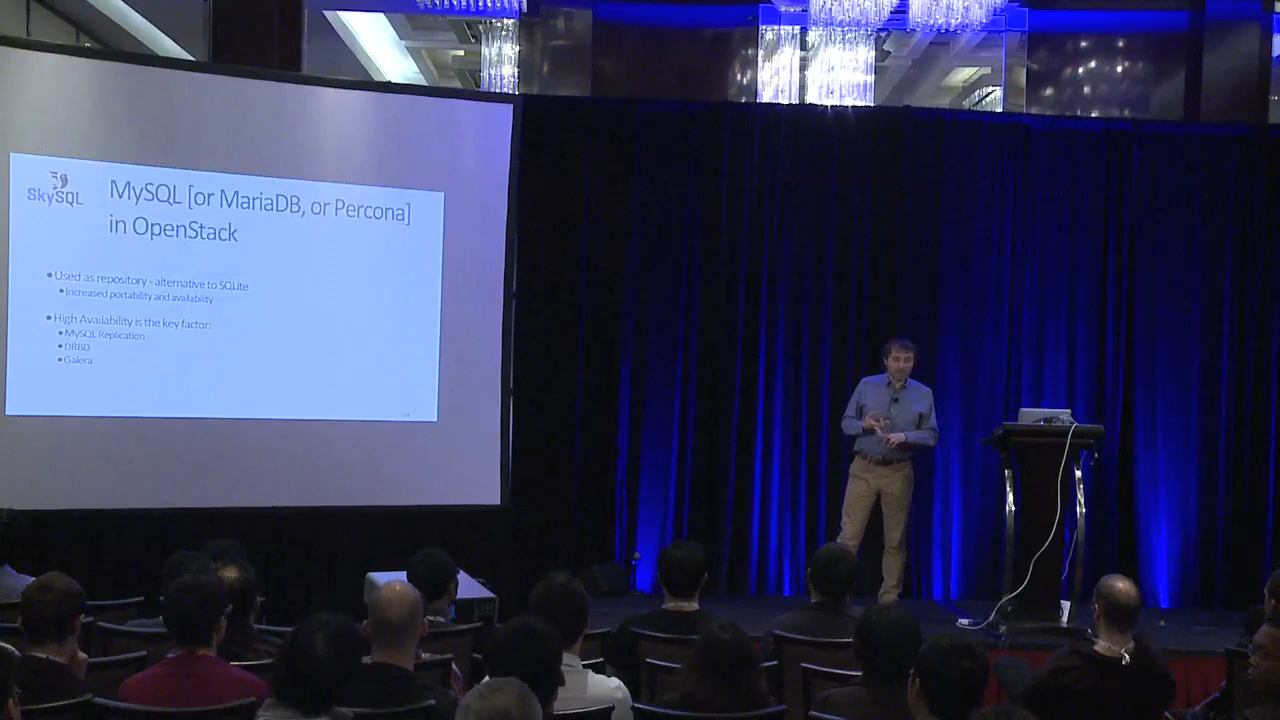 SkySQL
MySQL [or MariaDB, or Percona]
in OpenStack
•Used as repository - alternative to SQLite
•Increased portability and availability
•High Availability is the key factor:
•MySQL Replication
•DRBD
•Galera